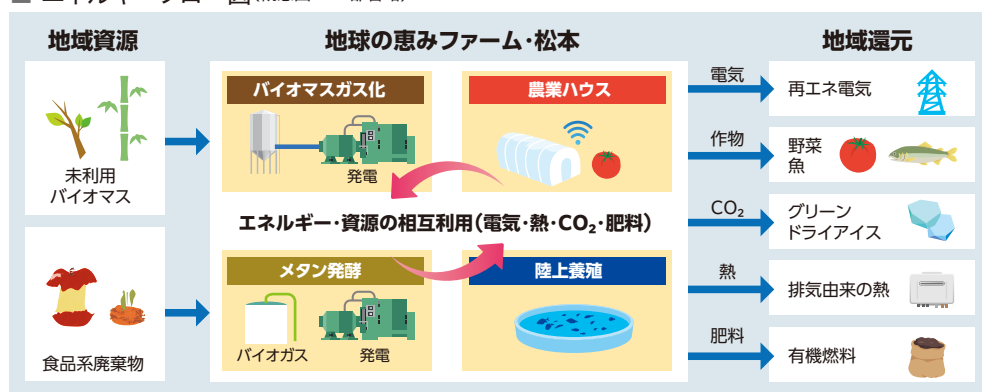 地域資源
地球の恵みファーム・松本
地域還元
未利用
バイオマス
食品系廃棄物
バイオマスガス化
発電
農業ハウス
エネルギー・資源の相互利用(電気・熱・CO₂・肥料)
メタン発酵
バイオガス
発電
陸上養殖
電気
再エネ電気
作物
野菜
魚
CO₂
グリーン
ドライアイス
熱
排気由来の熱
肥料
有機燃料